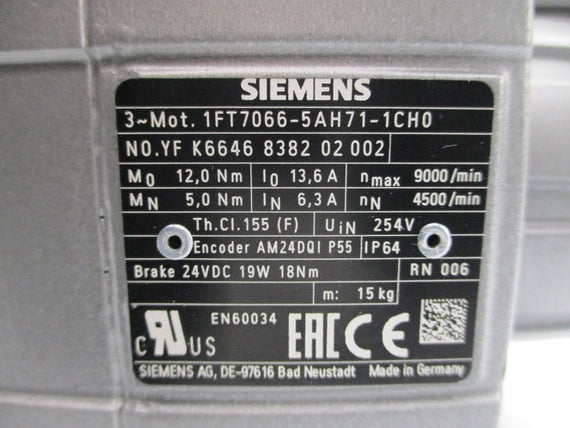 SIEMENS
3~Mot. 1FT7066-5AH71-1CH0
NO.YF K6646 8382 02 002
M0 12,0 Nm I0 13,6 A nmax 9000/min
MN 5,0 Nm IN 6,3 A nN 4500/min
Th.Cl.155 (F) UIN 254V
Encoder AM24DQI P55 IP64
Brake 24VDC 19W 18Nm RN 006
m: 15 kg
EN60034
C RU US EAC CE
SIEMENS AG, DE-97616 Bad Neustadt Made in Germany